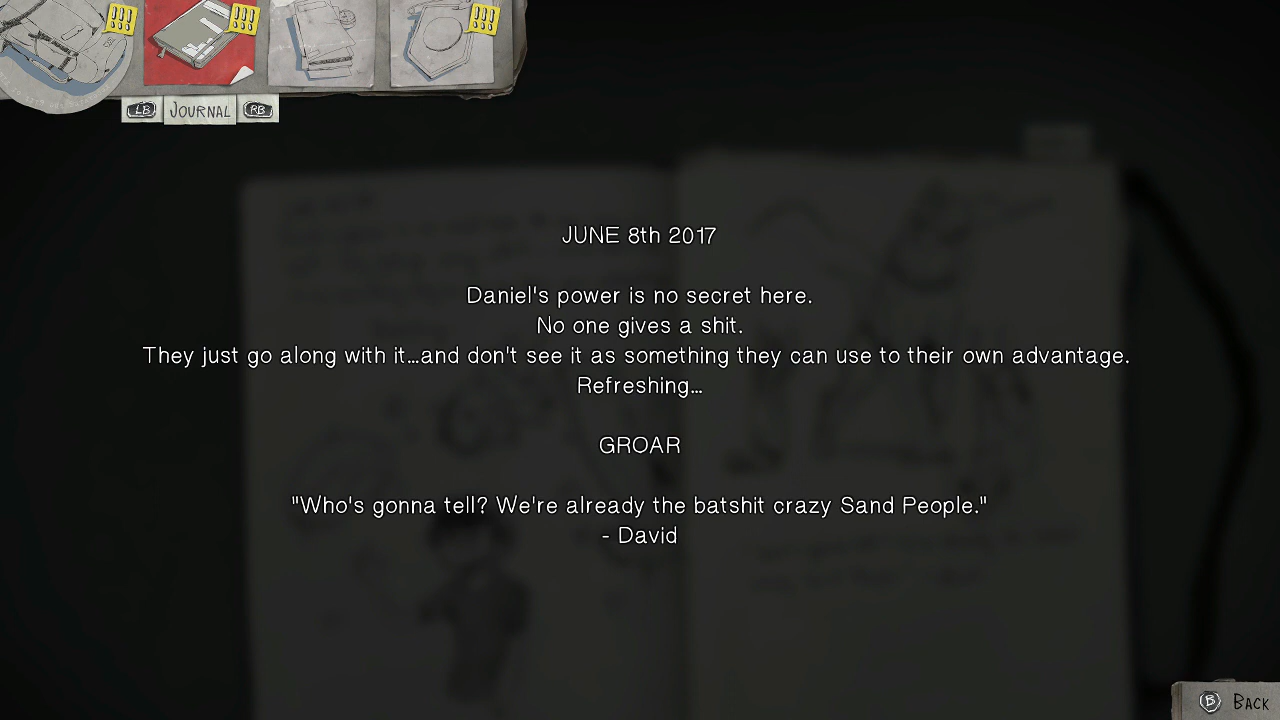 LB JOURNAL RB
JUNE 8th 2017
Daniel's power is no secret here.
No one gives a shit.
They just go along with it...and don't see it as something they can use to their own advantage.
Refreshing...
GROAR
"Who's gonna tell? We're already the batshit crazy Sand People."
- David
B BACK